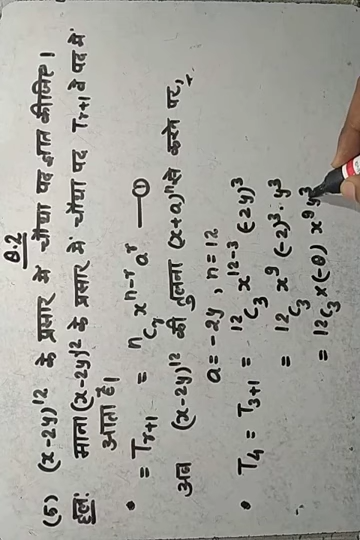 Q.2
(5) (x-2y)^12 के प्रसार में चौथा पद ज्ञात कीजिए।
हल: माना (x-2y)^12 के प्रसार में चौथा पद T_{r+1} वें पद में
आता है।
• = T_{r+1} = ^nC_r x^{n-r} a^r —①
अब (x-2y)^12 की तुलना (x+a)^n से करने पर,
a = -2y, n = 12
• T_4 = T_{3+1} = ^12C_3 x^{12-3} (-2y)^3
= ^12C_3 x^9 (-2)^3 · y^3
= ^12C_3 × (-8) x^9 y^3